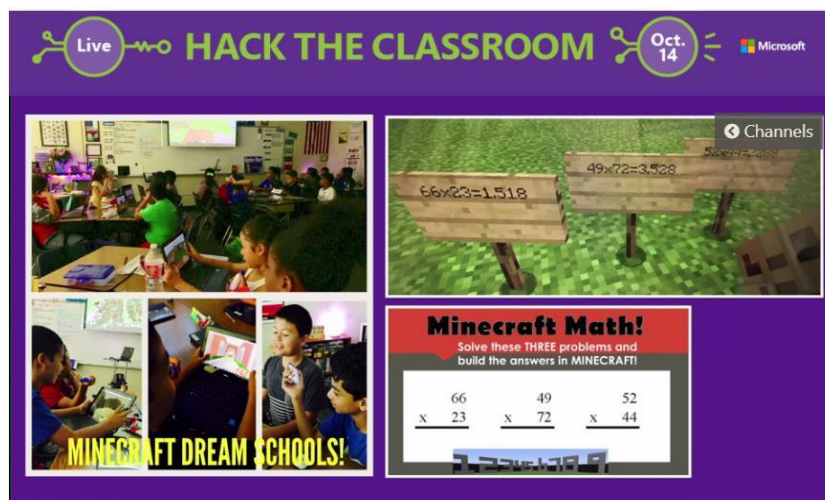 Live
HACK THE CLASSROOM
Oct.
14
Microsoft
Channels
66x23=1,518
49x72=3,528
MINECRAFT DREAM SCHOOLS!
Minecraft Math!
Solve these THREE problems and
build the answers in MINECRAFT!
66 49 52
x 23 x 72 x 44